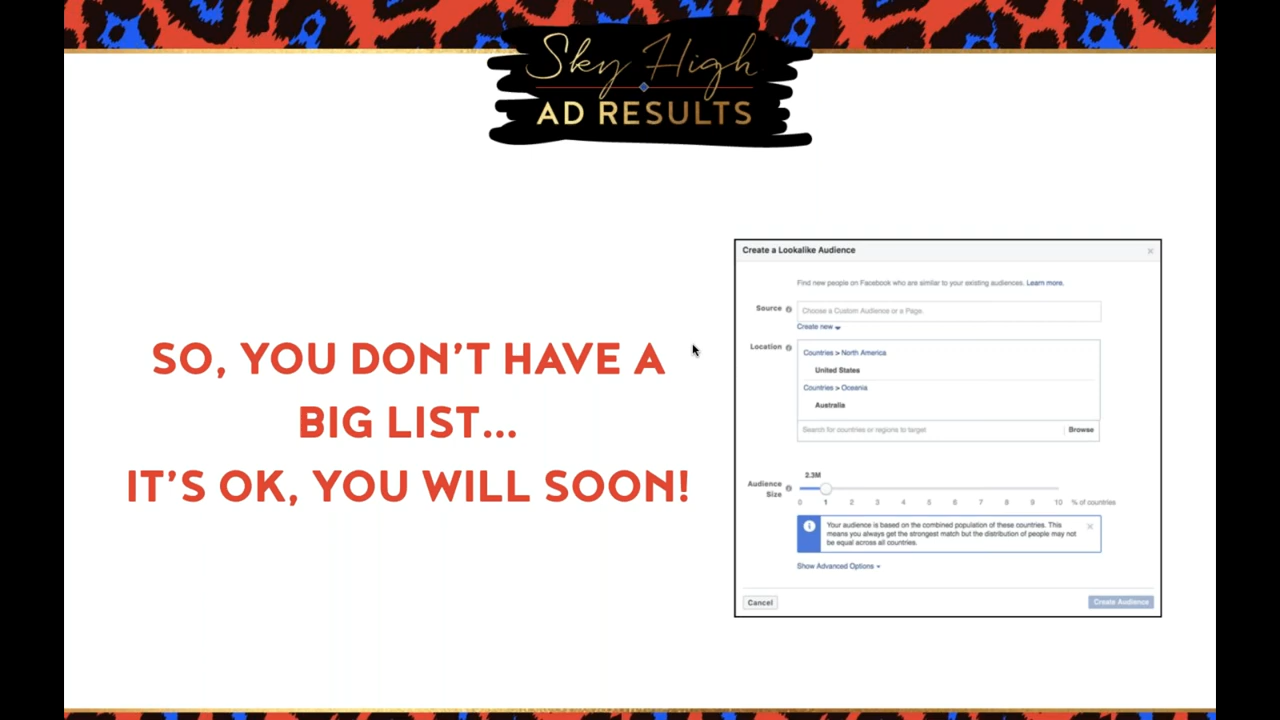 Sky High
AD RESULTS
SO, YOU DON'T HAVE A
BIG LIST...
IT'S OK, YOU WILL SOON!
Create a Lookalike Audience
×
Find new people on Facebook who are similar to your existing audiences. Learn more.
Source
Choose a Custom Audience or a Page.
Create new
Location
Countries > North America
United States
Countries > Oceania
Australia
Search for countries or regions to target
Browse
2.3M
Audience
Size
0 1 2 3 4 5 6 7 8 9 10 % of countries
Your audience is based on the combined population of these countries. This
means you always get the strongest match but the distribution of people may not
be equal across all countries.
×
Show Advanced Options
Cancel
Create Audience